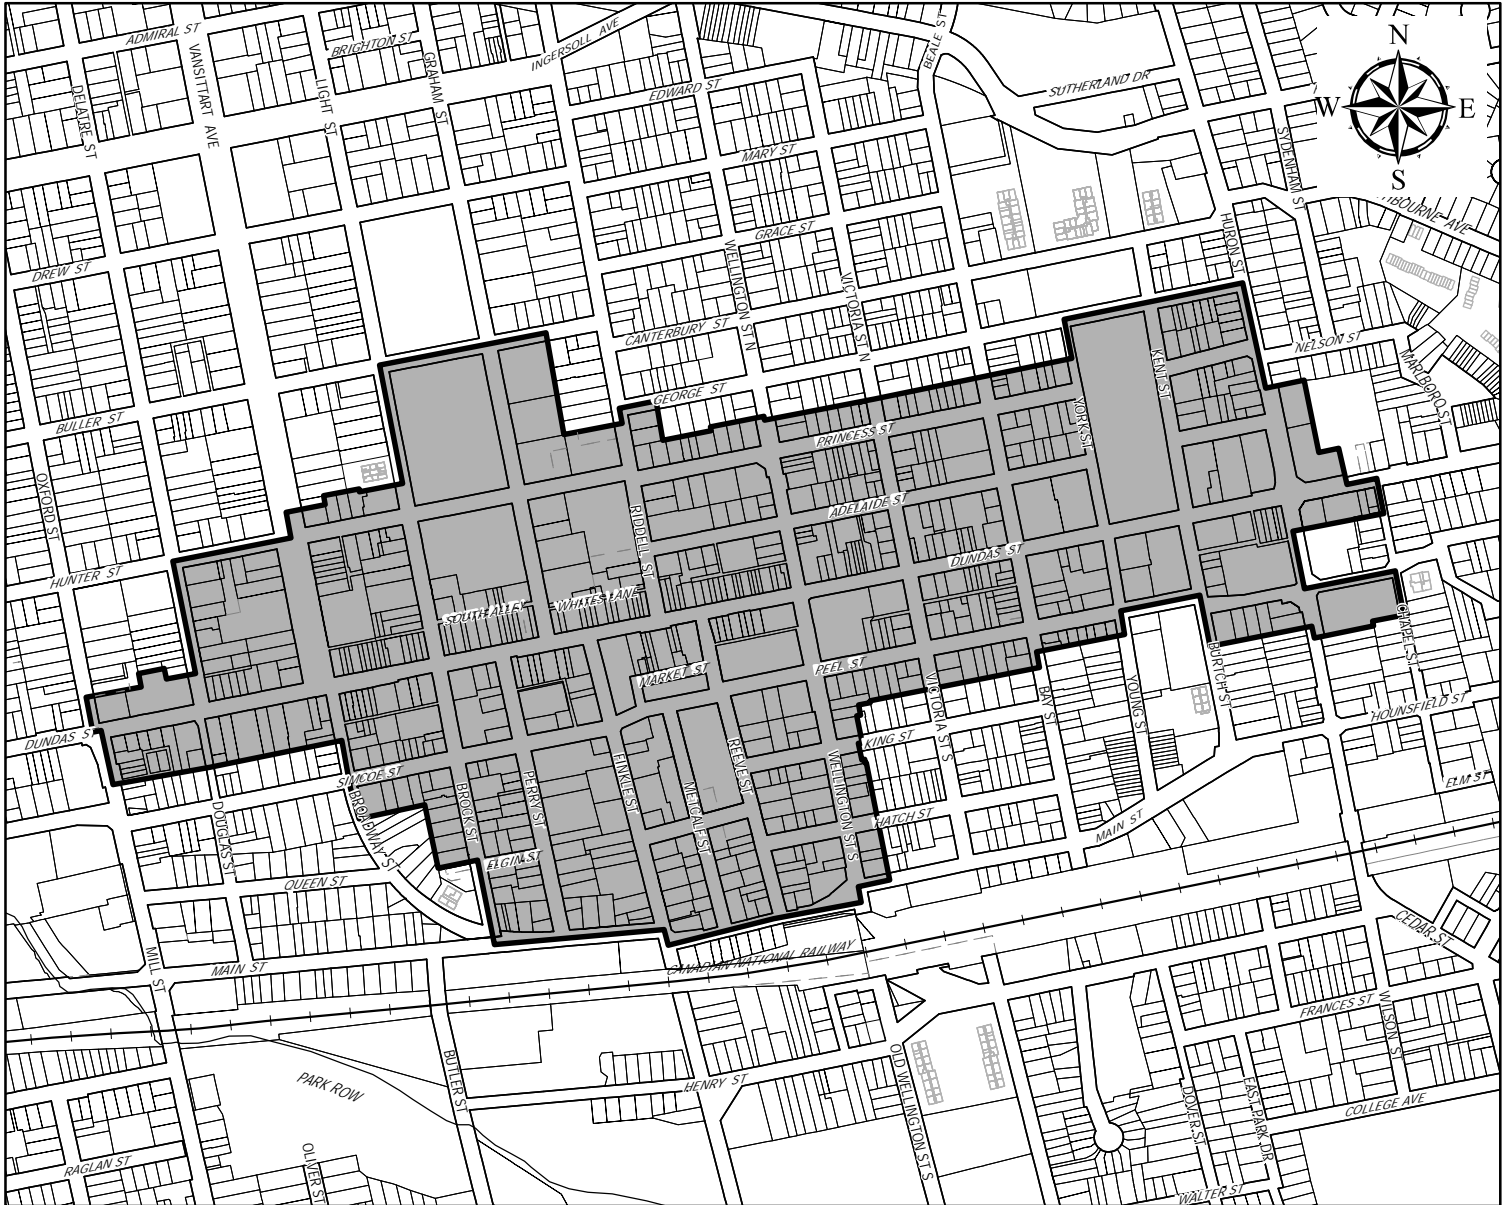 ADMIRAL ST
VANSITTART AVE
BRIGHTON ST
GRAHAM ST
INGERSOLL AVE
BEALE ST
N
LIGHT ST
DELATRE ST
EDWARD ST
SUTHERLAND DR
W
E
S
MARY ST
SYDENHAM ST
GRACE ST
HURON ST
DREW ST
WELLINGTON ST N
VICTORIA ST N
CANTERBURY ST
NELSON ST
MARLBORO ST
KENT ST
GEORGE ST
BULLER ST
YORK ST
PRINCESS ST
OXFORD ST
RIDDELL ST
ADELAIDE ST
HUNTER ST
DUNDAS ST
SOUTH ALLEY
WHITES LANE
CHAPEL ST
BURTCH ST
MARKET ST
PEEL ST
VICTORIA ST S
BAY ST
YOUNG ST
HOUNSFIELD ST
DUNDAS ST
KING ST
REEVE ST
WELLINGTON ST S
FINKLE ST
SIMCOE ST
BROCK ST
PERRY ST
METCALF ST
ELM ST
DOUGLAS ST
BROADWAY ST
HATCH ST
MAIN ST
ELGIN ST
QUEEN ST
CEDAR ST
MILL ST
MAIN ST
CANADIAN NATIONAL RAILWAY
FRANCES ST
WILSON ST
PARK ROW
BUTLER ST
HENRY ST
OLD WELLINGTON ST S
DOVER ST
EAST PARK DR
COLLEGE AVE
RAGLAN ST
OLIVER ST
WALTER ST